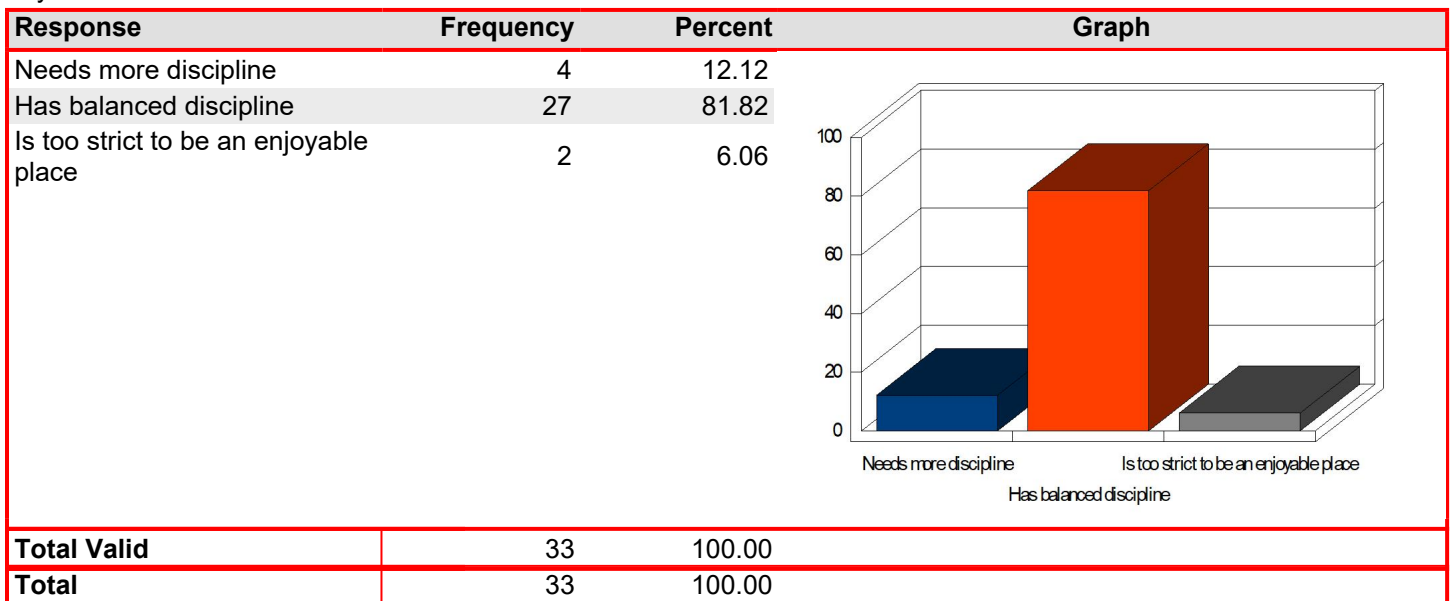 Response Frequency Percent Graph
Needs more discipline 4 12.12
Has balanced discipline 27 81.82
Is too strict to be an enjoyable
place 2 6.06
100
80
60
40
20
0
Needs more discipline Is too strict to be an enjoyable place
Has balanced discipline
Total Valid 33 100.00
Total 33 100.00